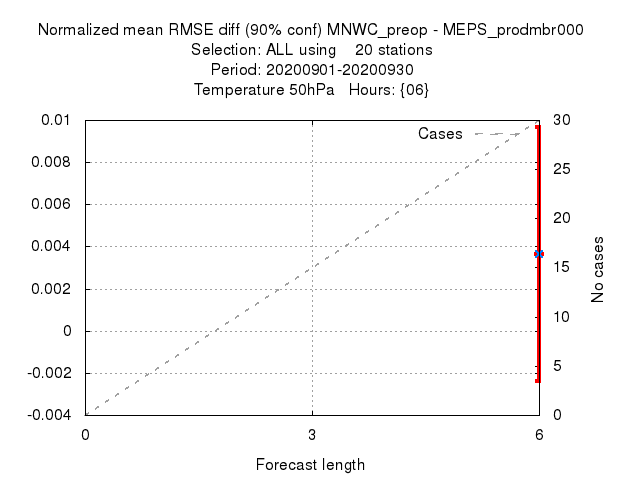 Normalized mean RMSE diff (90% conf) MNWC_preop - MEPS_prodmbr000
Selection: ALL using    20 stations
Period: 20200901-20200930
Temperature 50hPa   Hours: {06}
Cases
0.01
0.008
0.006
0.004
0.002
0
-0.002
-0.004
30
25
20
15
10
5
0
No cases
0
3
6
Forecast length